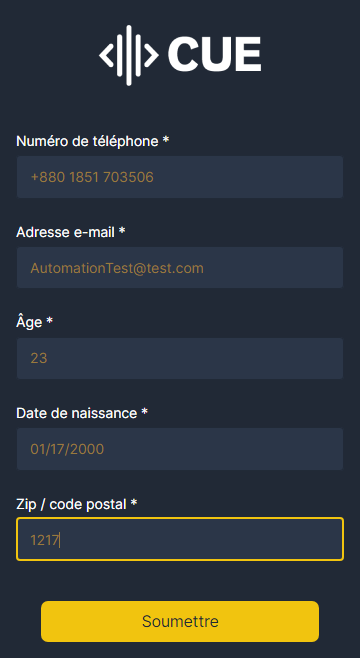 CUE
Numéro de téléphone *
+880 1851 703506
Adresse e-mail *
AutomationTest@test.com
Âge *
23
Date de naissance *
01/17/2000
Zip / code postal *
1217
Soumettre